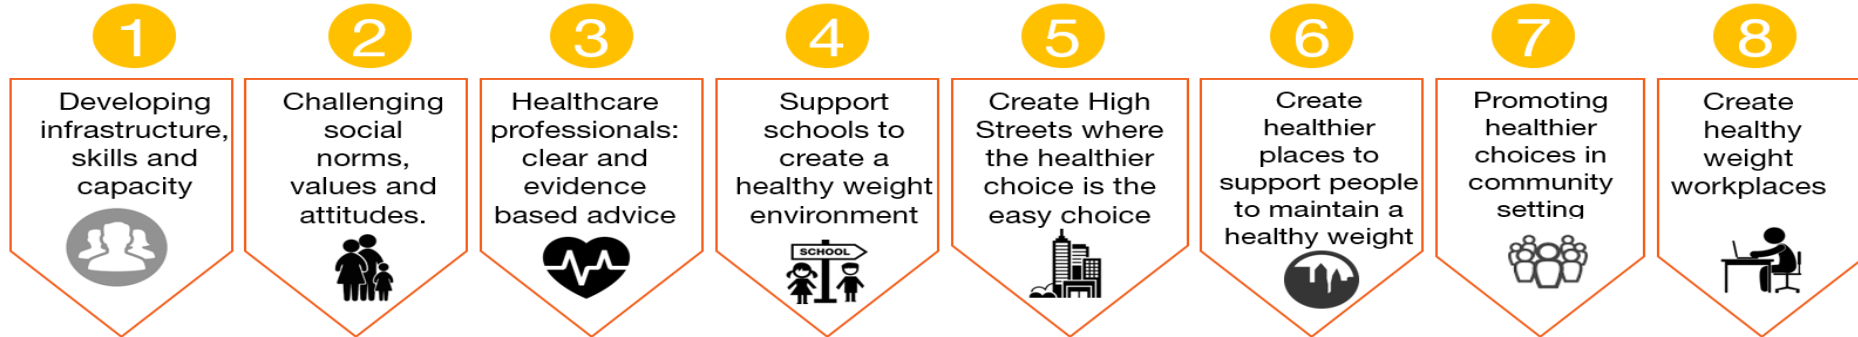 1
Developing
infrastructure,
skills and
capacity
2
Challenging
social
norms,
values and
attitudes.
3
Healthcare
professionals:
clear and
evidence
based advice
4
Support
schools to
create a
healthy weight
environment
SCHOOL
5
Create High
Streets where
the healthier
choice is the
easy choice
6
Create
healthier
places to
support people
to maintain a
healthy weight
7
Promoting
healthier
choices in
community
setting
8
Create
healthy
weight
workplaces